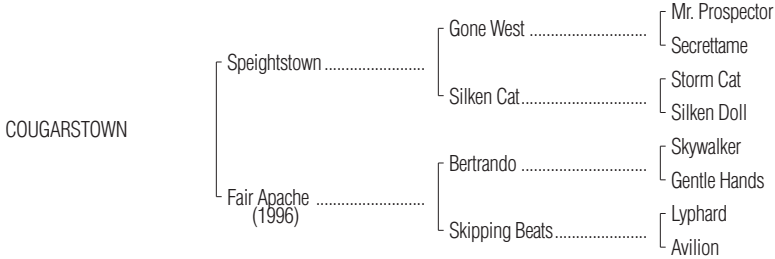 Mr. Prospector
Gone West ...............................
Secrettame
Speightstown ..........................
Storm Cat
Silken Cat.................................
Silken Doll
COUGARSTOWN
Skywalker
Bertrando .................................
Gentle Hands
Fair Apache ............................
(1996)
Lyphard
Skipping Beats........................
Avilion